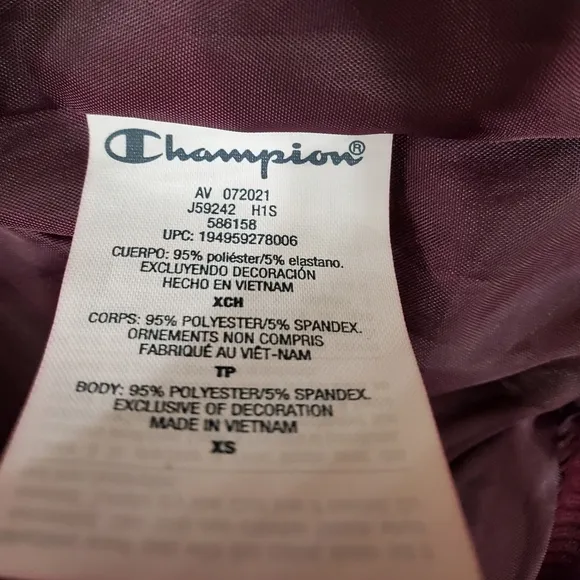 Champion®
AV 072021
J59242 H1S
586158
UPC: 194959278006
CUERPO: 95% poliéster/5% elastano.
EXCLUYENDO DECORACIÓN
HECHO EN VIETNAM
XCH
CORPS: 95% POLYESTER/5% SPANDEX.
ORNEMENTS NON COMPRIS
FABRIQUÉ AU VIÊT-NAM
TP
BODY: 95% POLYESTER/5% SPANDEX.
EXCLUSIVE OF DECORATION
MADE IN VIETNAM
XS